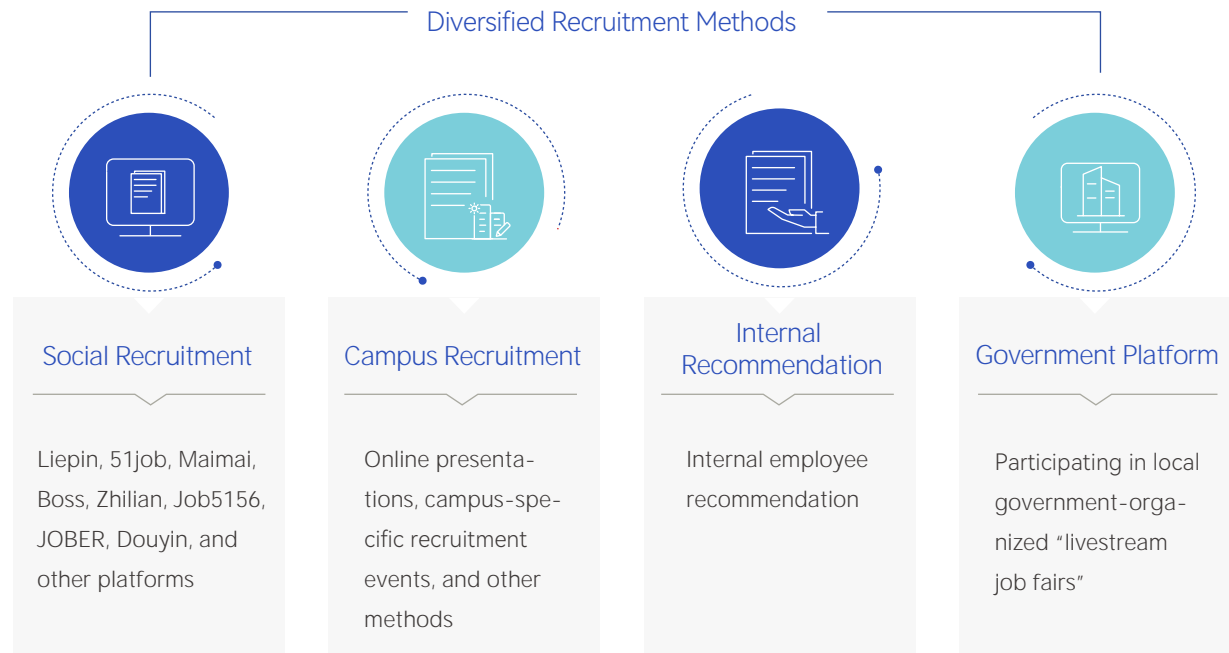 Diversified Recruitment Methods
Social Recruitment
Liepin, 51job, Maimai,
Boss, Zhilian, Job5156,
JOBER, Douyin, and
other platforms
Campus Recruitment
Online presenta-
tions, campus-spe-
cific recruitment
events, and other
methods
Internal
Recommendation
Internal employee
recommendation
Government Platform
Participating in local
government-orga-
nized “livestream
job fairs”